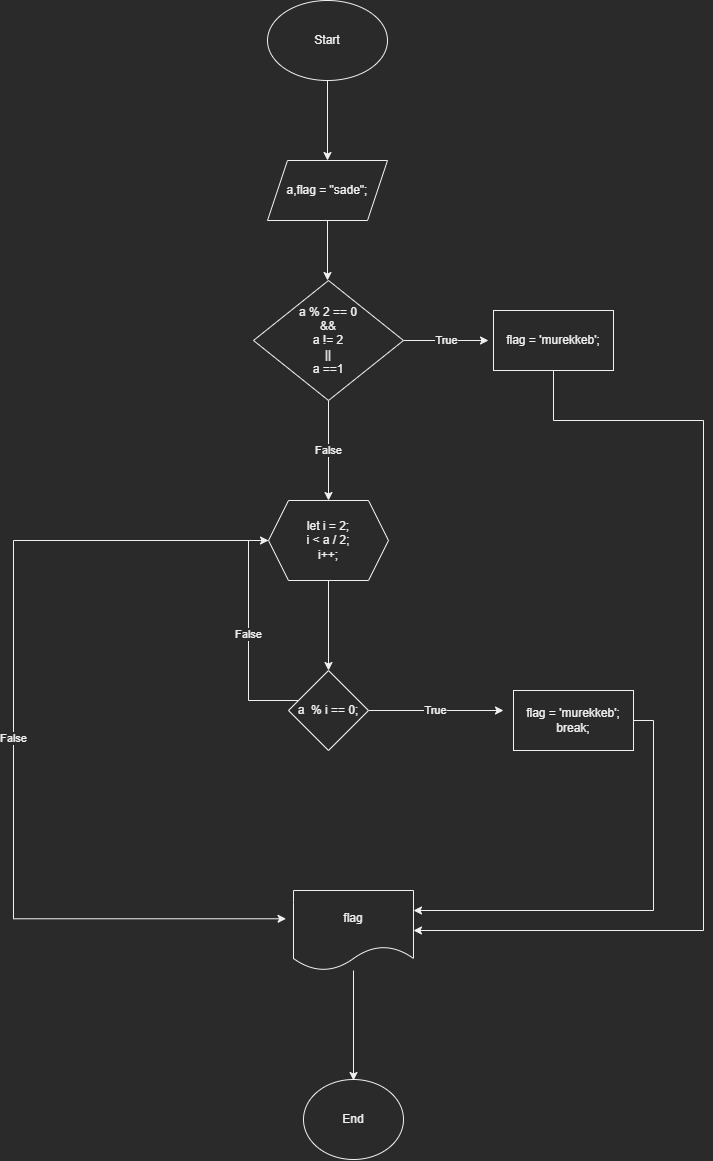 Start
a,flag = "sade";
a % 2 == 0
&&
a != 2
||
a ==1
True
flag = 'murekkeb';
False
let i = 2;
i < a / 2;
i++;
False
a  % i == 0;
True
flag = 'murekkeb';
break;
False
flag
End